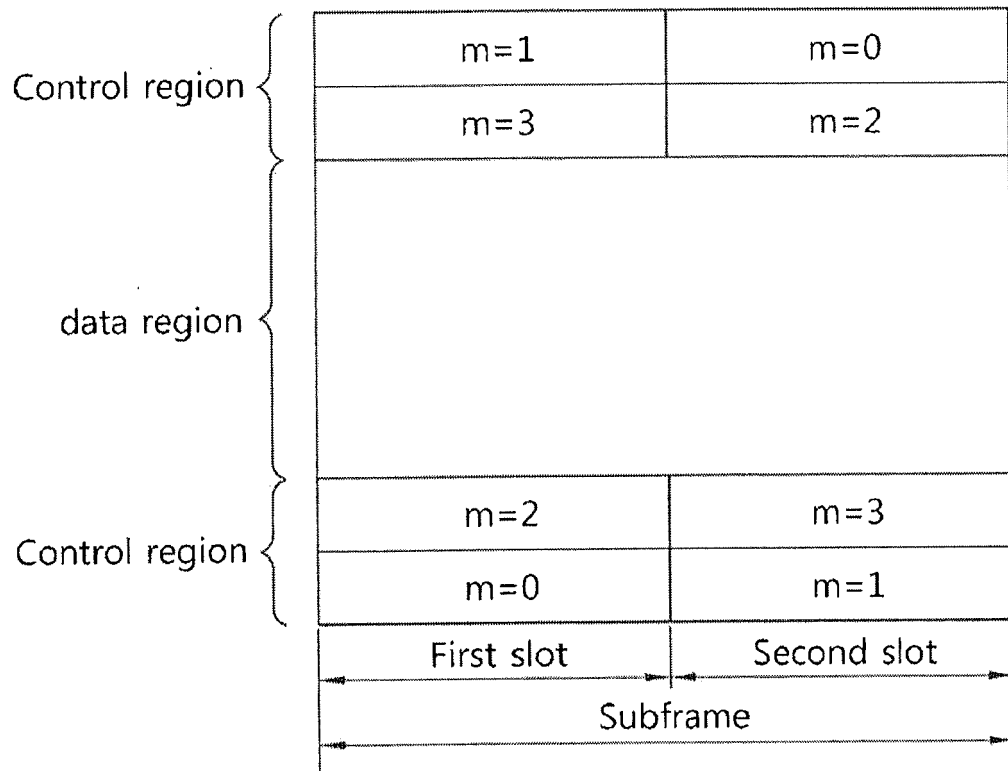 m=1 m=0
Control region
m=3 m=2
data region
m=2 m=3
Control region
m=0 m=1
First slot Second slot
Subframe